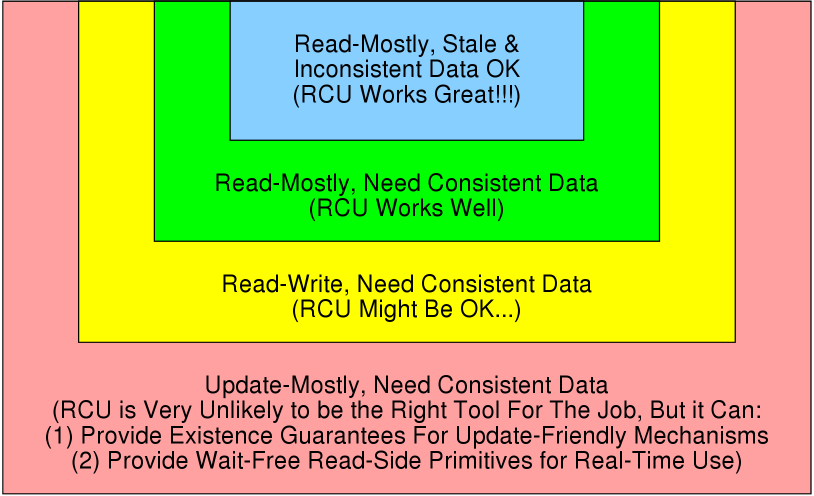 Read-Mostly, Stale &
Inconsistent Data OK
(RCU Works Great!!!)
Read-Mostly, Need Consistent Data
(RCU Works Well)
Read-Write, Need Consistent Data
(RCU Might Be OK...)
Update-Mostly, Need Consistent Data
(RCU is Very Unlikely to be the Right Tool For The Job, But it Can:
(1) Provide Existence Guarantees For Update-Friendly Mechanisms
(2) Provide Wait-Free Read-Side Primitives for Real-Time Use)